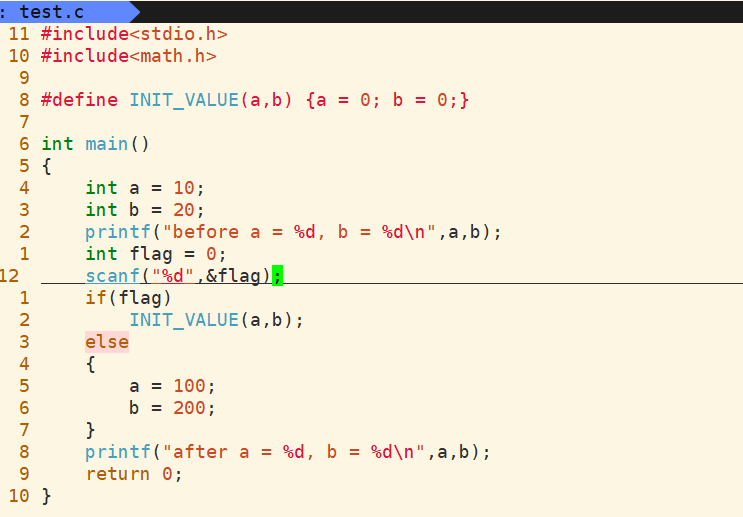 : test.c
11 #include<stdio.h>
10 #include<math.h>
9
8 #define INIT_VALUE(a,b) {a = 0; b = 0;}
7
6 int main()
5 {
4     int a = 10;
3     int b = 20;
2     printf("before a = %d, b = %d\n",a,b);
1     int flag = 0;
12     scanf("%d",&flag);
1     if(flag)
2         INIT_VALUE(a,b);
3     else
4     {
5         a = 100;
6         b = 200;
7     }
8     printf("after a = %d, b = %d\n",a,b);
9     return 0;
10 }